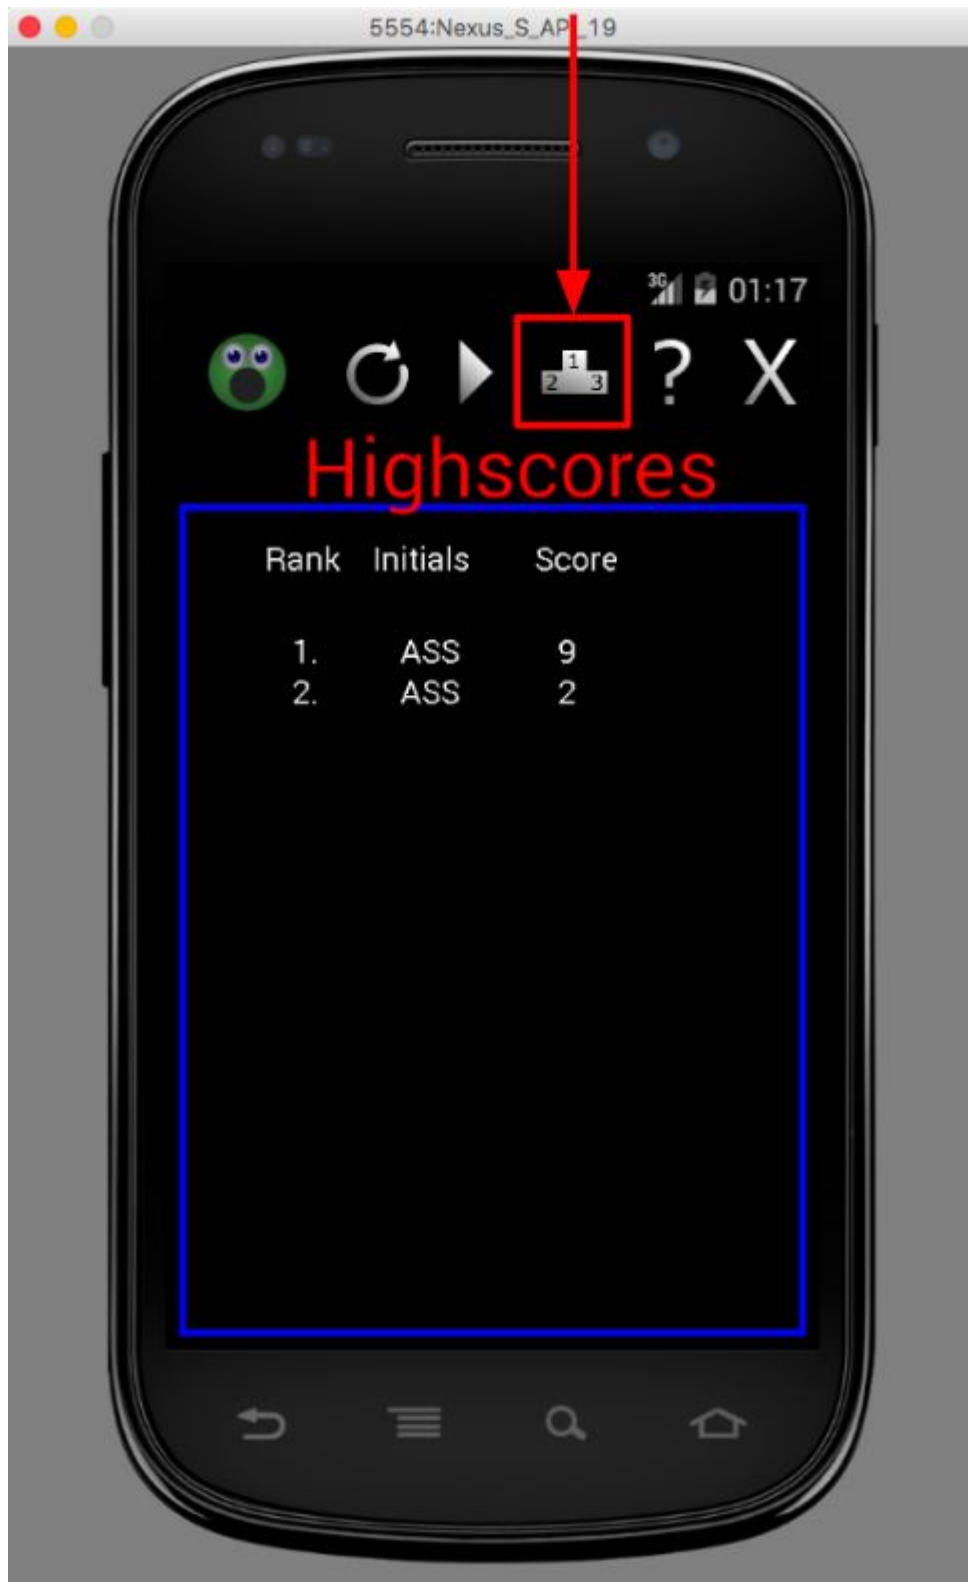 5554:Nexus_S_API_19
3G 01:17
2 1 3 ? X
Highscores
Rank Initials Score
1. ASS 9
2. ASS 2